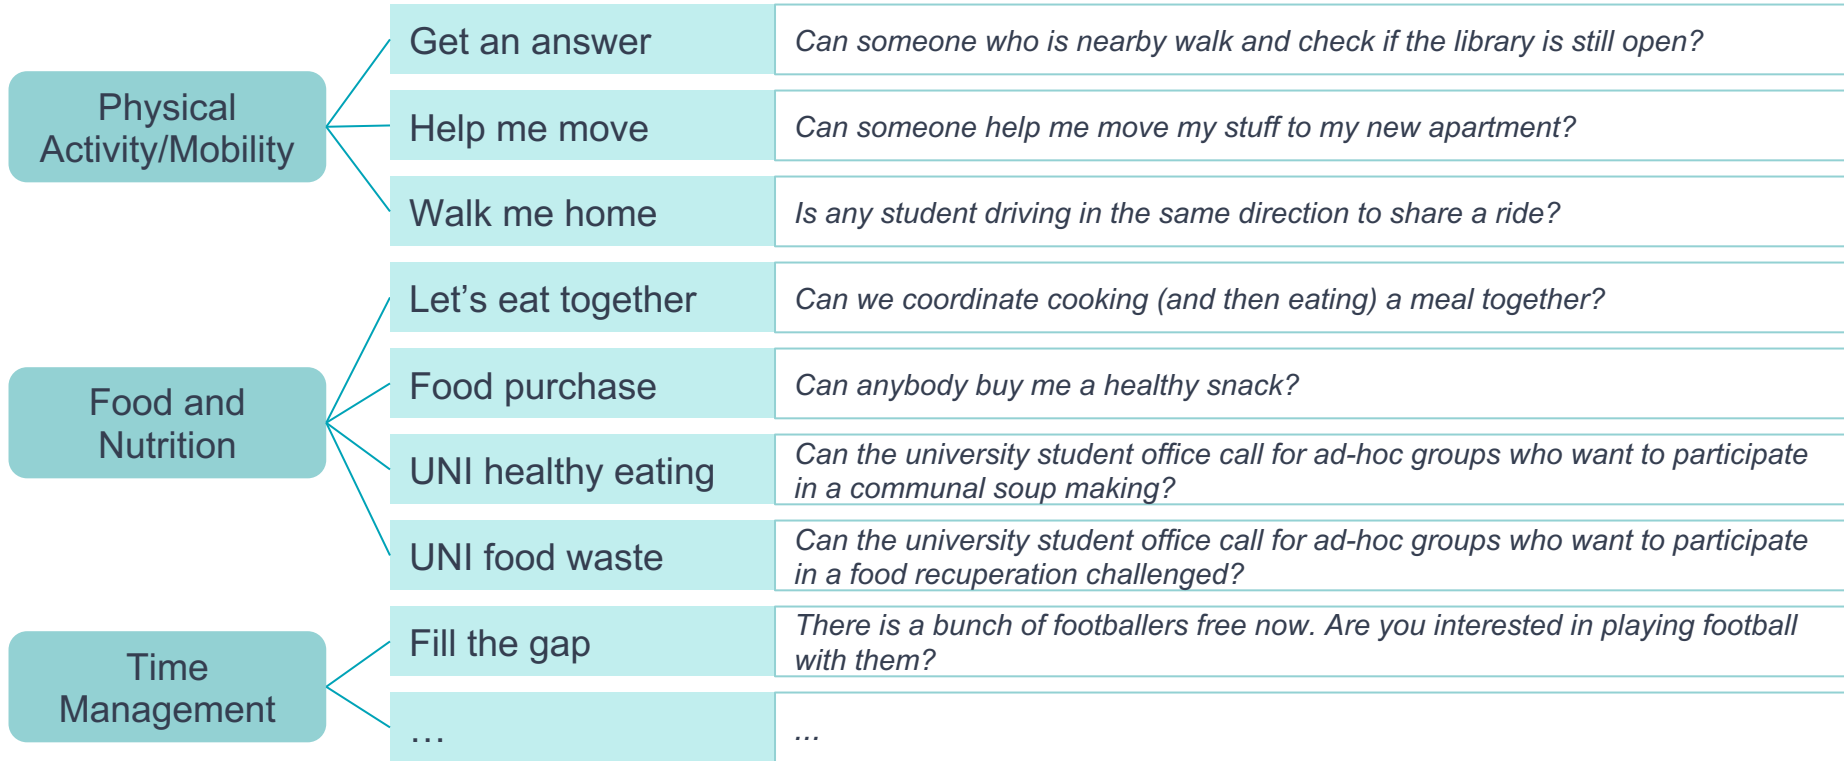 Physical
Activity/Mobility
Get an answer
Can someone who is nearby walk and check if the library is still open?
Help me move
Can someone help me move my stuff to my new apartment?
Walk me home
Is any student driving in the same direction to share a ride?
Food and
Nutrition
Let’s eat together
Can we coordinate cooking (and then eating) a meal together?
Food purchase
Can anybody buy me a healthy snack?
UNI healthy eating
Can the university student office call for ad-hoc groups who want to participate
in a communal soup making?
UNI food waste
Can the university student office call for ad-hoc groups who want to participate
in a food recuperation challenged?
Time
Management
Fill the gap
There is a bunch of footballers free now. Are you interested in playing football
with them?
…
...